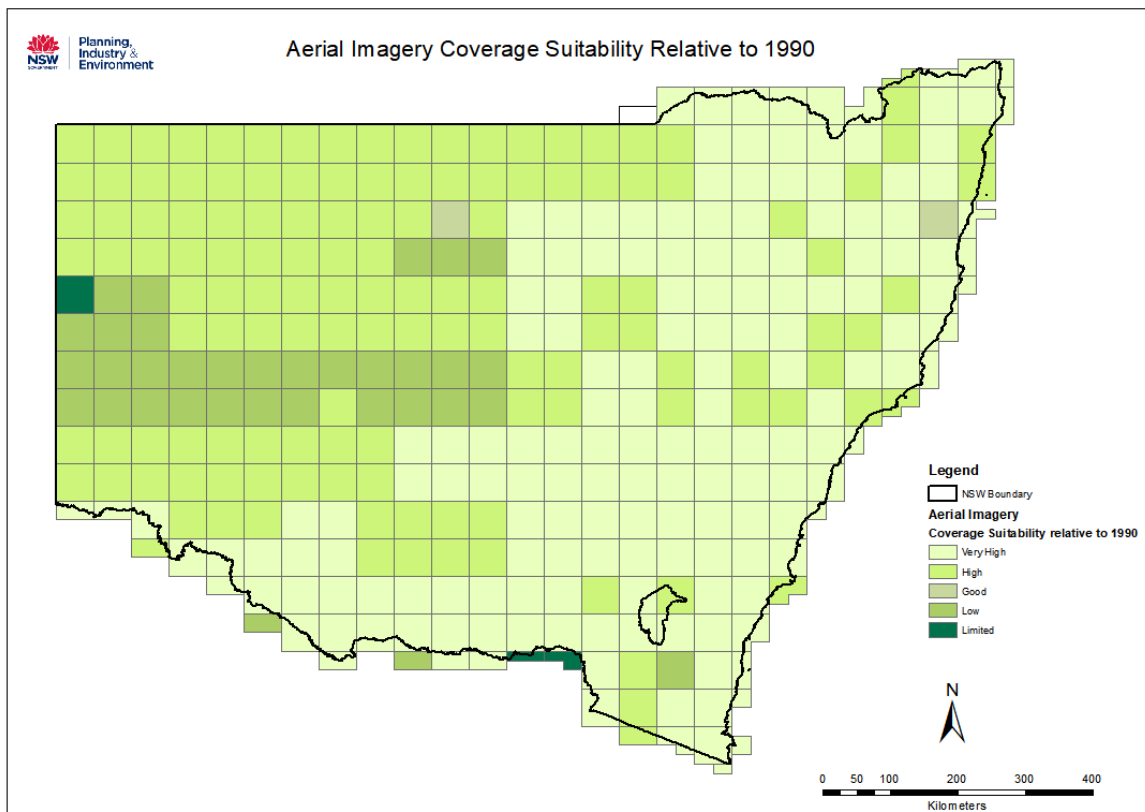 Aerial Imagery Coverage Suitability Relative to 1990
NSW
GOVERNMENT
Planning,
Industry &
Environment
Legend
NSW Boundary
Aerial Imagery
Coverage Suitability relative to 1990
Very High
High
Good
Low
Limited
N
0 50 100 200 300 400
Kilometers